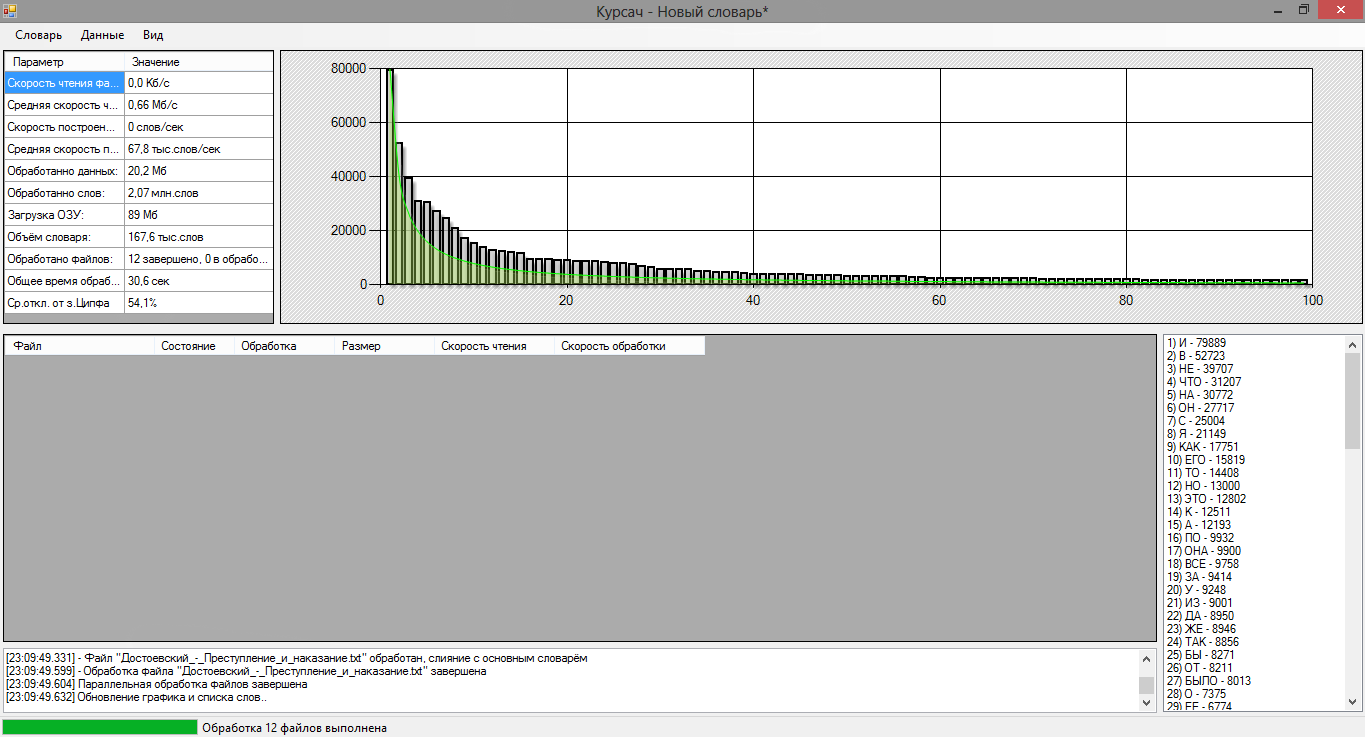 Курсач - Новый словарь*
Словарь Данные Вид
Параметр Значение
Скорость чтения фа... 0,0 Кб/с
Средняя скорость ч... 0,66 Мб/с
Скорость построен... 0 слов/сек
Средняя скорость п... 67,8 тыс.слов/сек
Обработанно данных: 20,2 Мб
Обработанно слов: 2,07 млн.слов
Загрузка ОЗУ: 89 Мб
Объём словаря: 167,6 тыс.слов
Обработано файлов: 12 завершено, 0 в обрабо...
Общее время обраб... 30,6 сек
Ср.откл. от з.Ципфа 54,1%
80000
60000
40000
20000
0
0 20 40 60 80 100
Файл Состояние Обработка Размер Скорость чтения Скорость обработки
1) И - 79889
2) В - 52723
3) НЕ - 39707
4) ЧТО - 31207
5) НА - 30772
6) ОН - 27717
7) С - 25004
8) Я - 21149
9) КАК - 17751
10) ЕГО - 15819
11) ТО - 14408
12) НО - 13000
13) ЭТО - 12802
14) К - 12511
15) А - 12193
16) ПО - 9932
17) ОНА - 9900
18) ВСЕ - 9758
19) ЗА - 9414
20) У - 9248
21) ИЗ - 9001
22) ДА - 8950
23) ЖЕ - 8946
24) ТАК - 8856
25) БЫ - 8271
26) ОТ - 8211
27) БЫЛО - 8013
28) О - 7375
29) ЕЕ - 6774
[23:09:49.331] - Файл "Достоевский_-_Преступление_и_наказание.txt" обработан, слияние с основным словарём
[23:09:49.599] - Обработка файла "Достоевский_-_Преступление_и_наказание.txt" завершена
[23:09:49.604] Параллельная обработка файлов завершена
[23:09:49.632] Обновление графика и списка слов..
Обработка 12 файлов выполнена